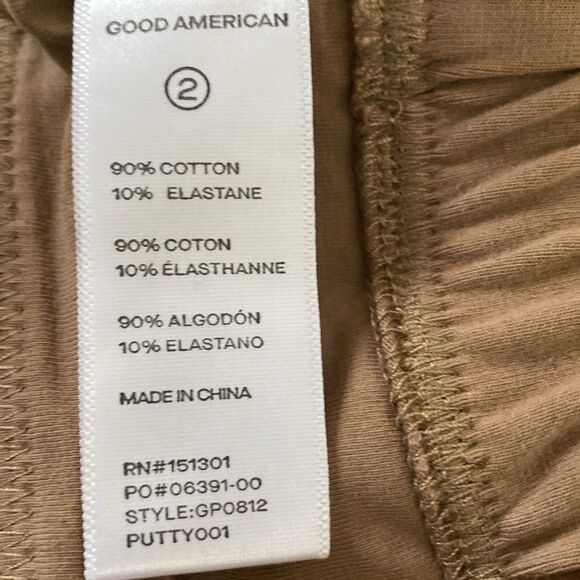 GOOD AMERICAN
2
90% COTTON
10% ELASTANE
90% COTON
10% ÉLASTHANNE
90% ALGODÓN
10% ELASTANO
MADE IN CHINA
RN#151301
PO#06391-00
STYLE:GP0812
PUTTY001